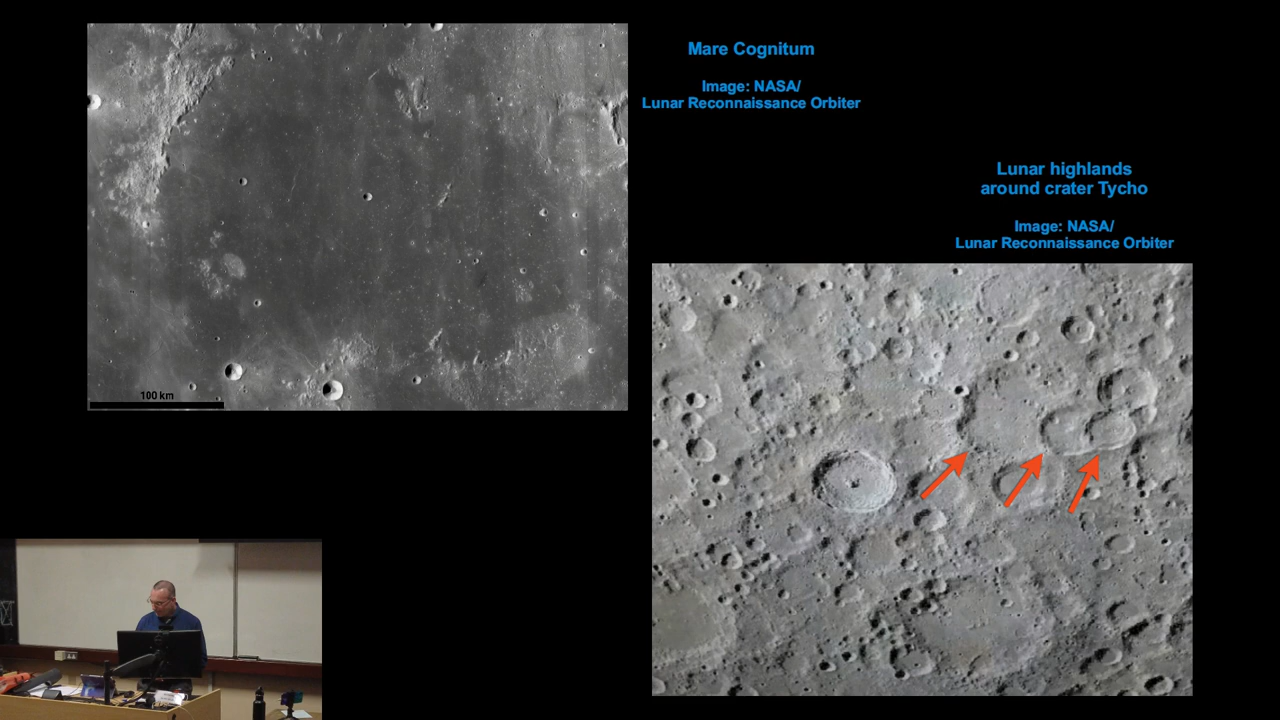 Mare Cognitum
Image: NASA/
Lunar Reconnaissance Orbiter
Lunar highlands
around crater Tycho
Image: NASA/
Lunar Reconnaissance Orbiter
100 km